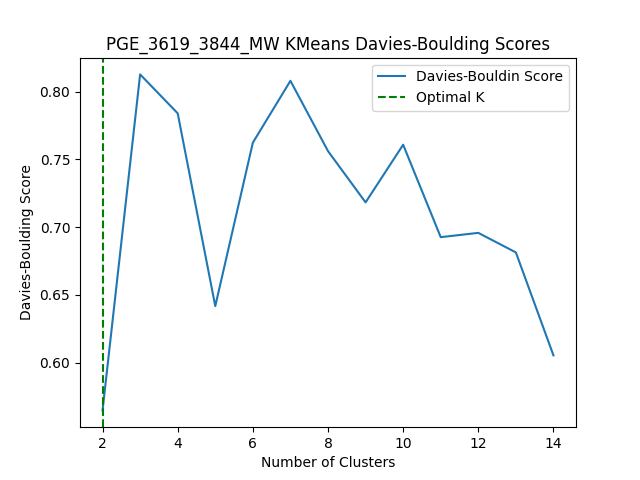 PGE_3619_3844_MW KMeans Davies-Boulding Scores
Davies-Bouldin Score
Optimal K
Davies-Boulding Score
0.80
0.75
0.70
0.65
0.60
2 4 6 8 10 12 14
Number of Clusters